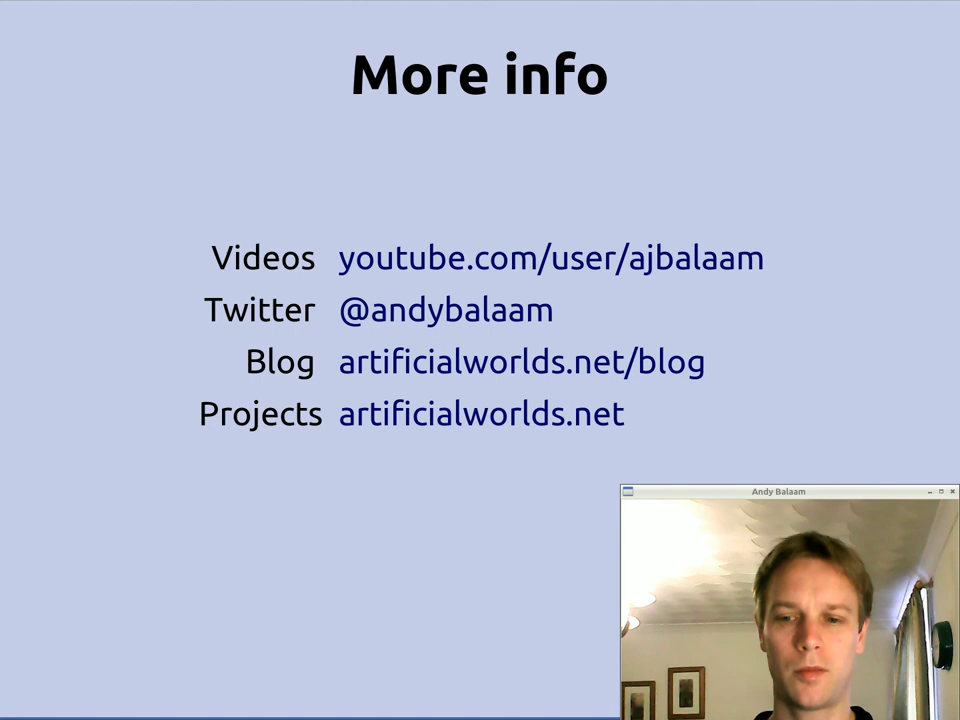 More info
Videos youtube.com/user/ajbalaam
Twitter @andybalaam
Blog artificialworlds.net/blog
Projects artificialworlds.net
Andy Balaam